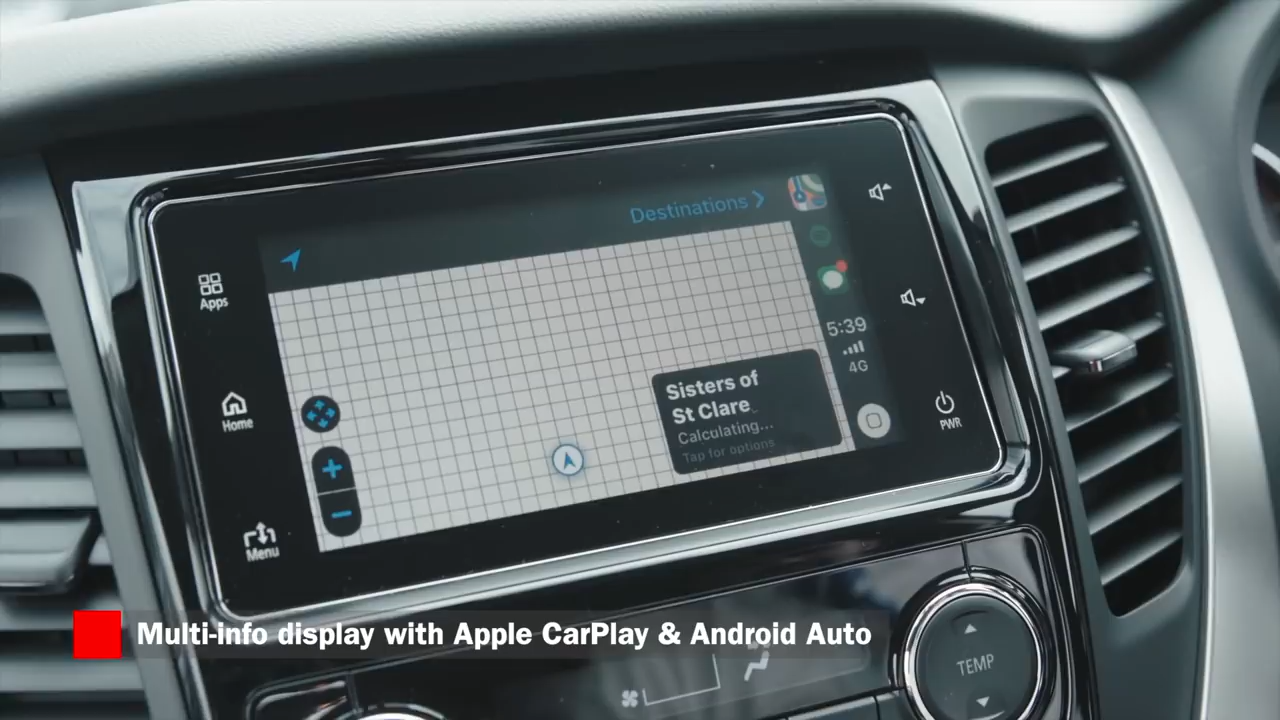 Destinations
Apps
5:39
4G
Home
Sisters of
St Clare
Calculating...
Tap for options
PWR
Menu
Multi-info display with Apple CarPlay & Android Auto
TEMP